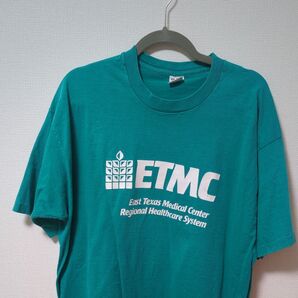 ETMC
East Texas Medical Center
Regional Healthcare System